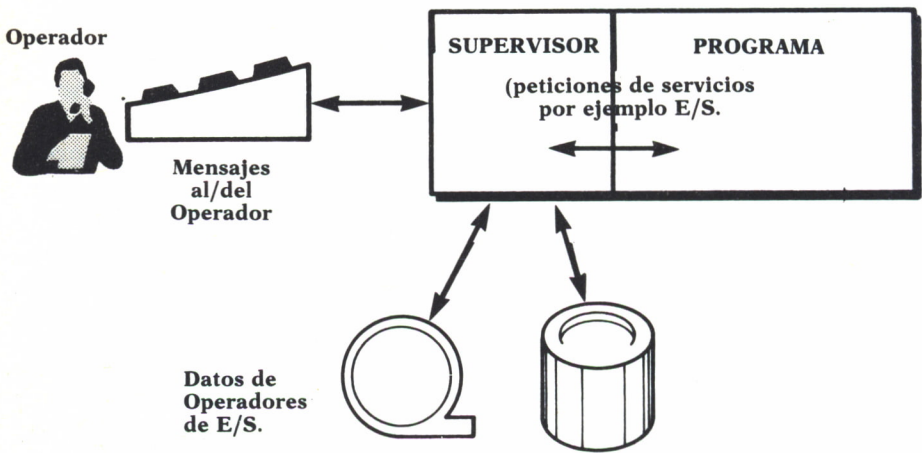 Operador
SUPERVISOR
PROGRAMA
(peticiones de servicios
por ejemplo E/S.
Mensajes
al/del
Operador
Datos de
Operadores
de E/S.